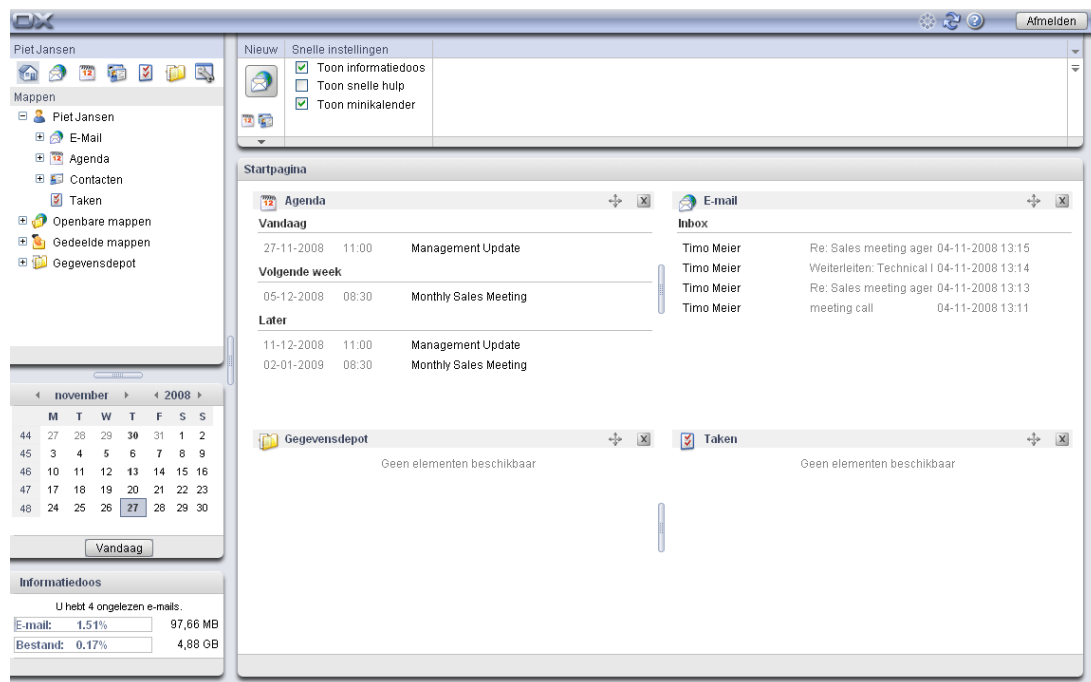 OX
Afmelden
Piet Jansen
Mappen
Piet Jansen
E-Mail
12 Agenda
Contacten
Taken
Openbare mappen
Gedeelde mappen
Gegevensdepot
november 2008
M T W T F S S
44 27 28 29 30 31 1 2
45 3 4 5 6 7 8 9
46 10 11 12 13 14 15 16
47 17 18 19 20 21 22 23
48 24 25 26 27 28 29 30
Vandaag
Informatiedoos
U hebt 4 ongelezen e-mails.
E-mail: 1.51% 97,66 MB
Bestand: 0.17% 4,88 GB
Nieuw Snelle instellingen
Toon informatiedoos
Toon snelle hulp
Toon minikalender
Startpagina
12 Agenda
Vandaag
27-11-2008 11:00 Management Update
Volgende week
05-12-2008 08:30 Monthly Sales Meeting
Later
11-12-2008 11:00 Management Update
02-01-2009 08:30 Monthly Sales Meeting
E-mail
Inbox
Timo Meier Re: Sales meeting ager 04-11-2008 13:15
Timo Meier Weiterleiten: Technical I 04-11-2008 13:14
Timo Meier Re: Sales meeting ager 04-11-2008 13:13
Timo Meier meeting call 04-11-2008 13:11
Gegevensdepot
Geen elementen beschikbaar
Taken
Geen elementen beschikbaar